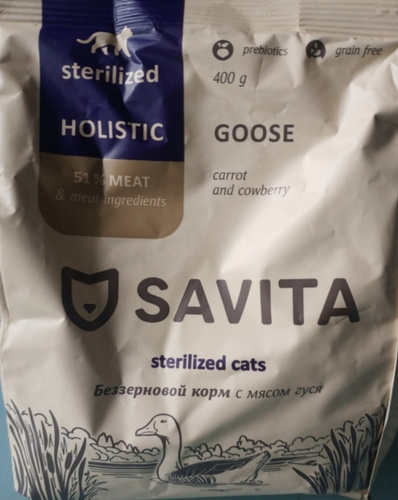 prebiotics
grain free
sterilized
400 g
HOLISTIC
GOOSE
51% MEAT
& meat ingredients
carrot
and cowberry
SAVITA
sterilized cats
Беззерновой корм с мясом гуся